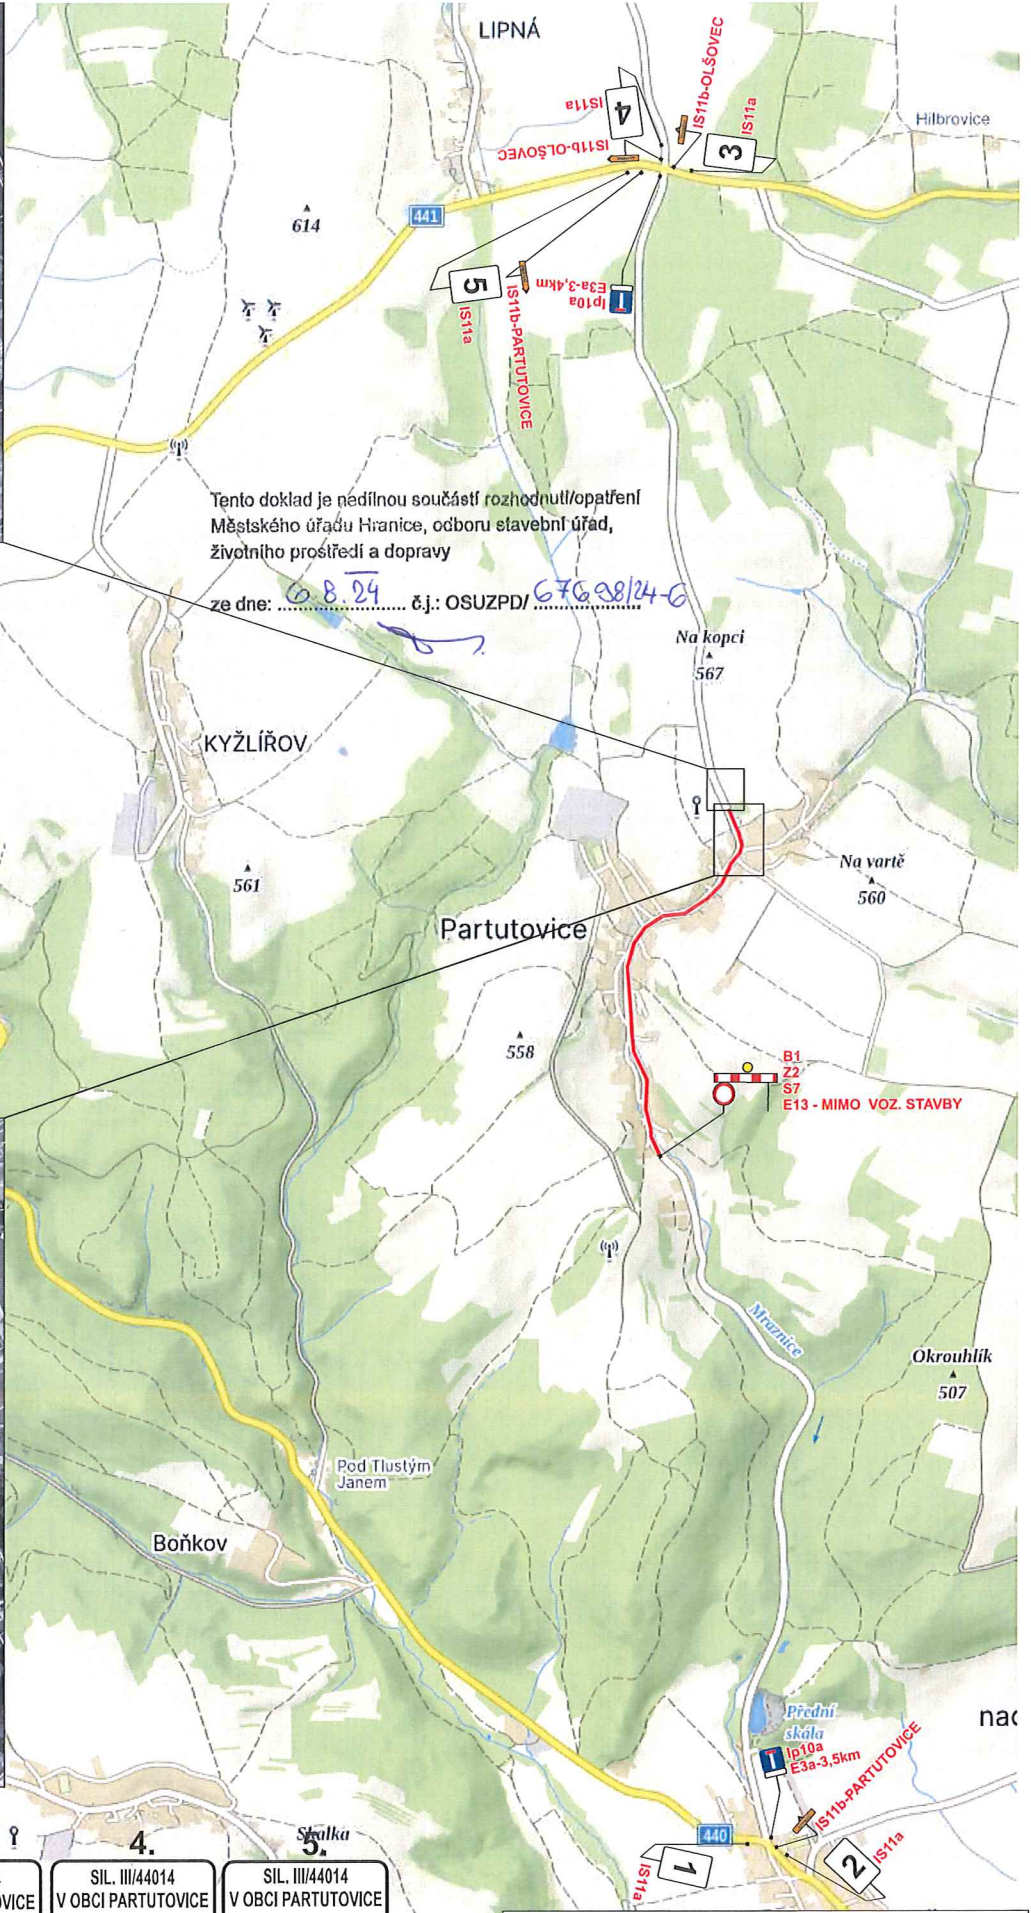 LIPNÁ
IS11b-OLŠOVEC
IS11a
4
IS11a
3
Hilbrovice
IS11b-OLŠOVEC
441
614
5
IS11a
IS11b-PARTUTOVICE
E3a-3,4km
Ip10a
Tento doklad je nedílnou součástí rozhodnutí/opatření
Městského úřadu Hranice, odboru stavební úřad,
životního prostředí a dopravy
ze dne: 6 8. 24 č.j.: OSUZPD/ 67698/24-6
Na kopci
567
KYŽLÍŘOV
561
Na vartě
560
Partutovice
558
B1
Z2
S7
E13 - MIMO VOZ. STAVBY
Mraznice
Okrouhlík
507
Pod Tlustým
Janem
Boňkov
Přední
skála
nad
Ip10a
E3a-3,5km
IS11b-PARTUTOVICE
440
1
IS11a
2
IS11a
Skalka
4.
5.
OVICE
SIL. III/44014
V OBCI PARTUTOVICE
SIL. III/44014
V OBCI PARTUTOVICE